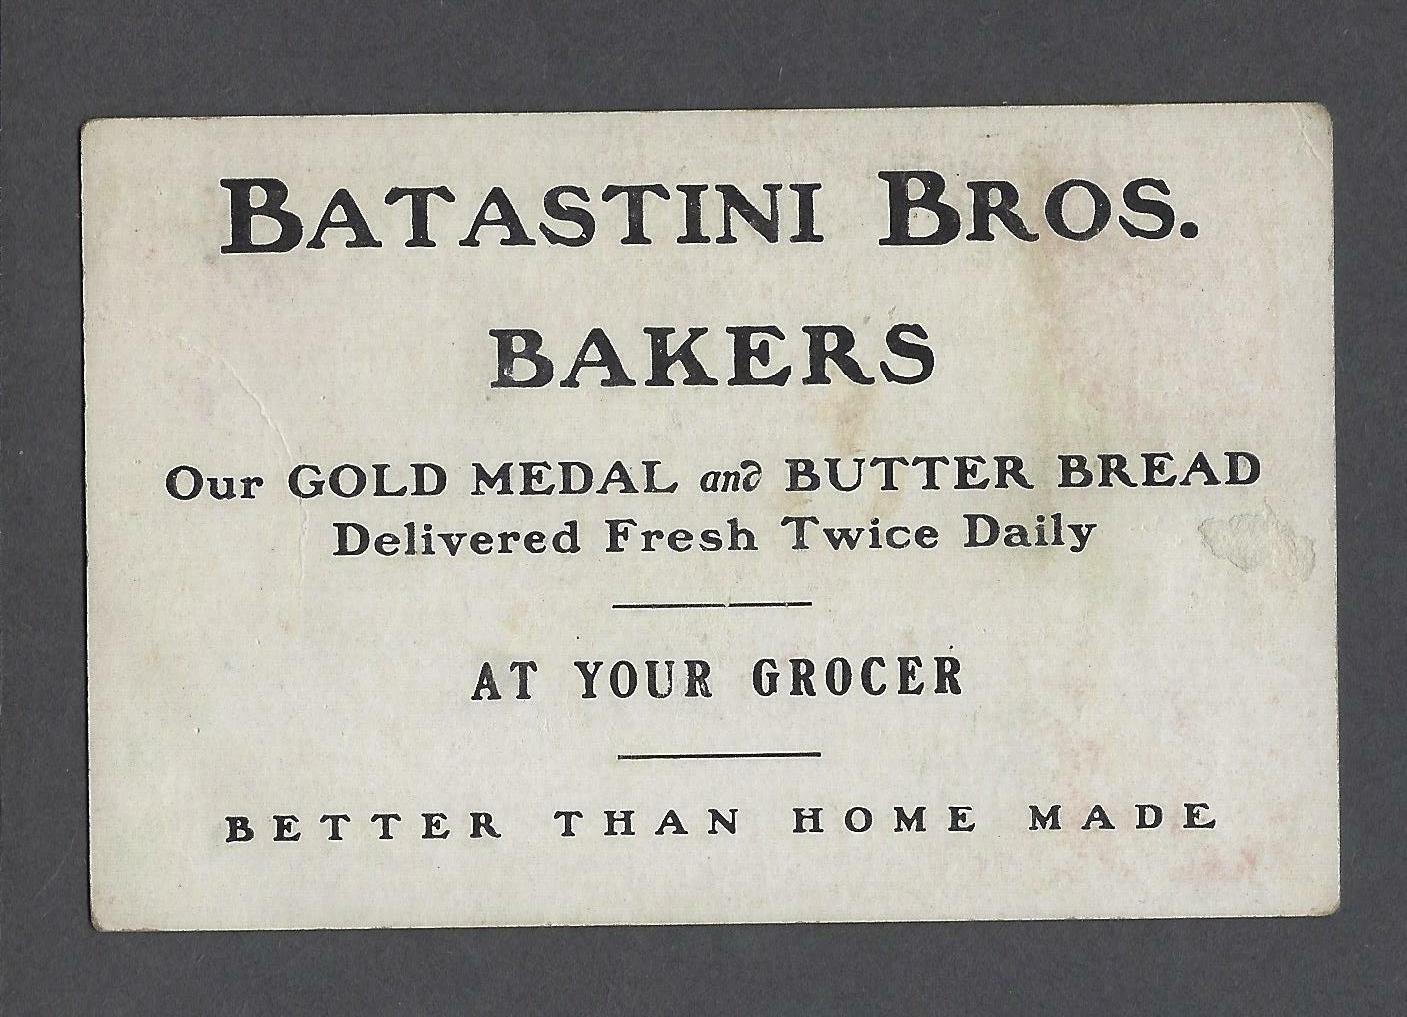 BATASTINI BROS.
BAKERS
Our GOLD MEDAL and BUTTER BREAD
Delivered Fresh Twice Daily
AT YOUR GROCER
BETTER THAN HOME MADE